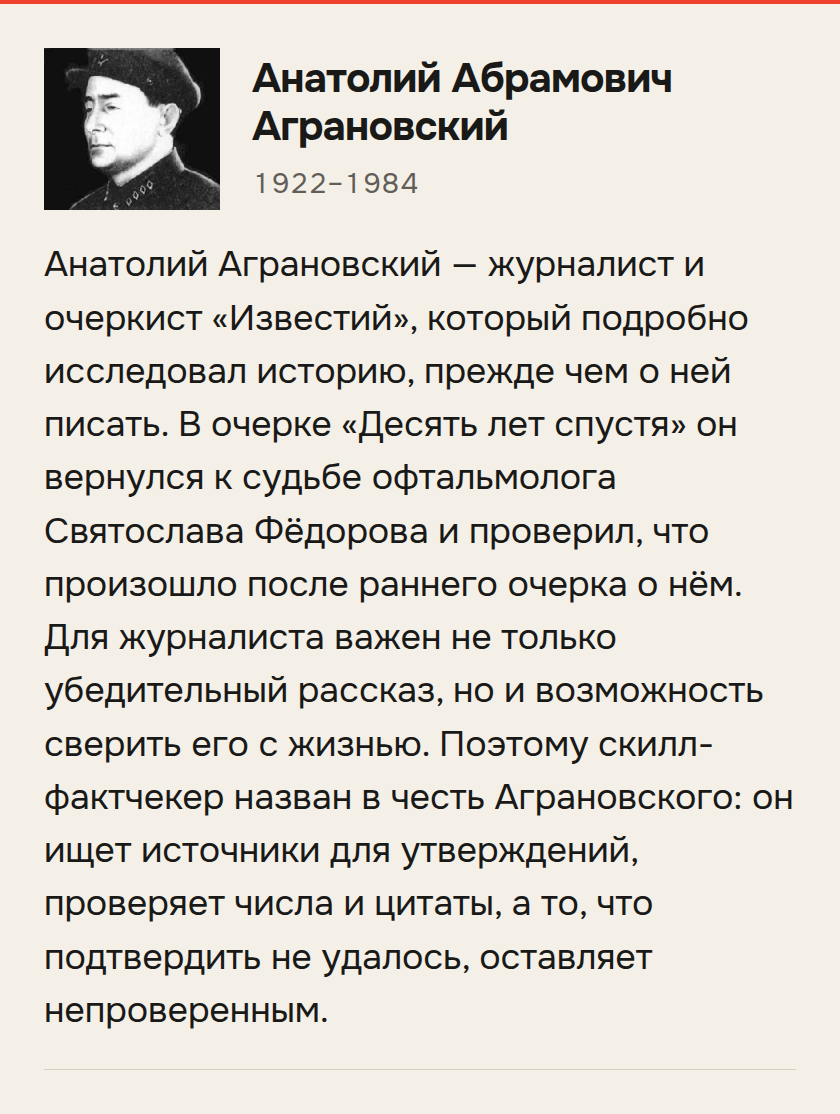 Анатолий Абрамович
Аграновский
1922–1984
Анатолий Аграновский — журналист и
очеркист «Известий», который подробно
исследовал историю, прежде чем о ней
писать. В очерке «Десять лет спустя» он
вернулся к судьбе офтальмолога
Святослава Фёдорова и проверил, что
произошло после раннего очерка о нём.
Для журналиста важен не только
убедительный рассказ, но и возможность
сверить его с жизнью. Поэтому скилл-
фактчекер назван в честь Аграновского: он
ищет источники для утверждений,
проверяет числа и цитаты, а то, что
подтвердить не удалось, оставляет
непроверенным.